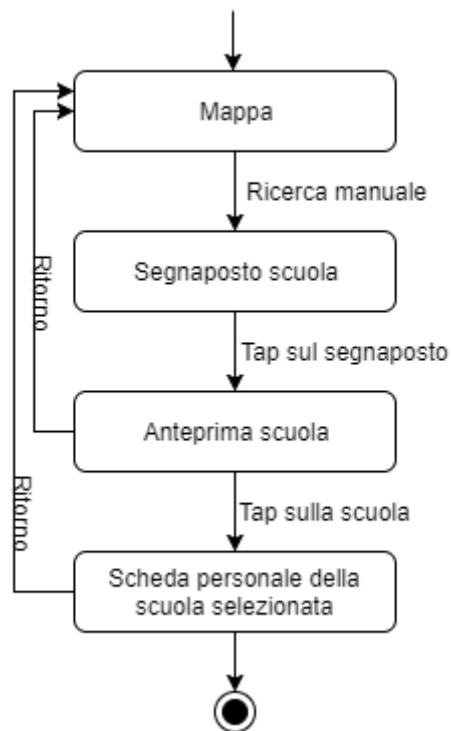 Mappa
Ricerca manuale
Segnaposto scuola
Tap sul segnaposto
Ritorno
Anteprima scuola
Tap sulla scuola
Ritorno
Scheda personale della
scuola selezionata